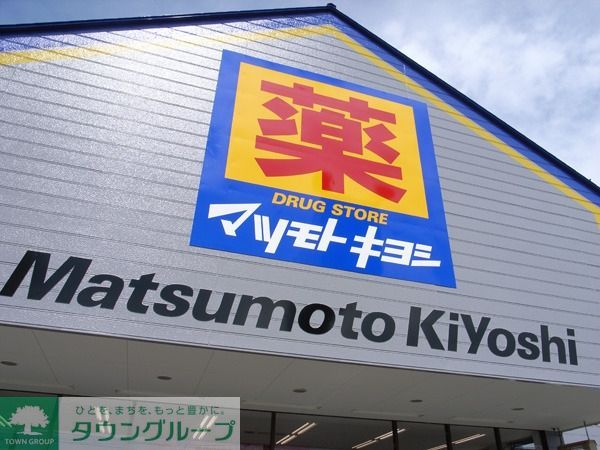 薬
DRUG STORE
マツモトキヨシ
Matsumoto KiYoshi
ひとを、まちを、もっと豊かに。
タウングループ
TOWN GROUP